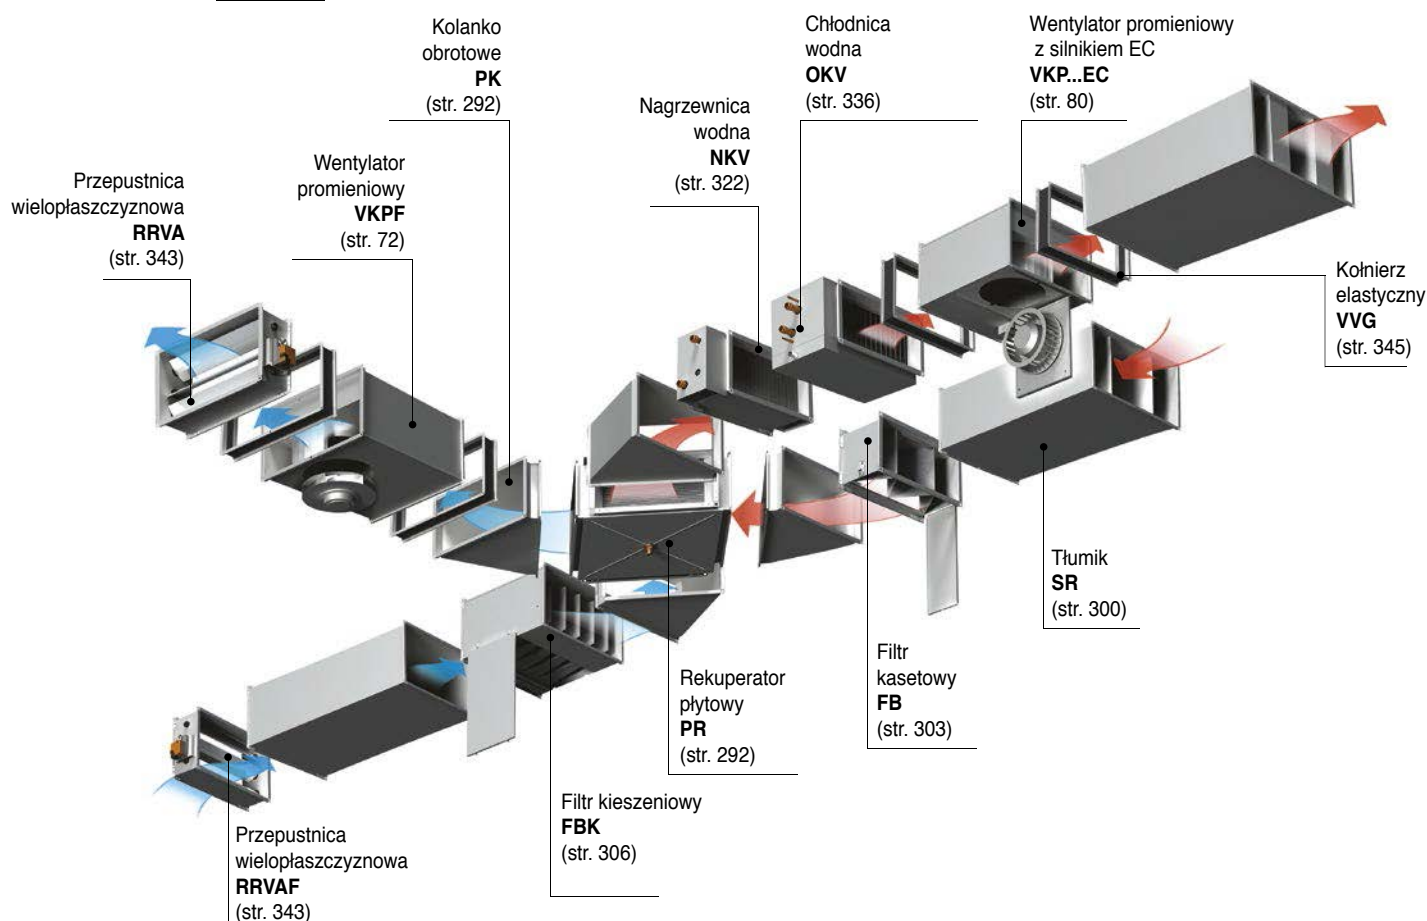 Kolanko
obrotowe
PK
(str. 292)
Chłodnica
wodna
OKV
(str. 336)
Wentylator promieniowy
z silnikiem EC
VKP...EC
(str. 80)
Nagrzewnica
wodna
NKV
(str. 322)
Wentylator
promieniowy
VKPF
(str. 72)
Przepustnica
wielopłaszczyznowa
RRVA
(str. 343)
Kołnierz
elastyczny
VVG
(str. 345)
Tłumik
SR
(str. 300)
Filtr
kasetowy
FB
(str. 303)
Rekuperator
płytowy
PR
(str. 292)
Filtr kieszeniowy
FBK
(str. 306)
Przepustnica
wielopłaszczyznowa
RRVAF
(str. 343)